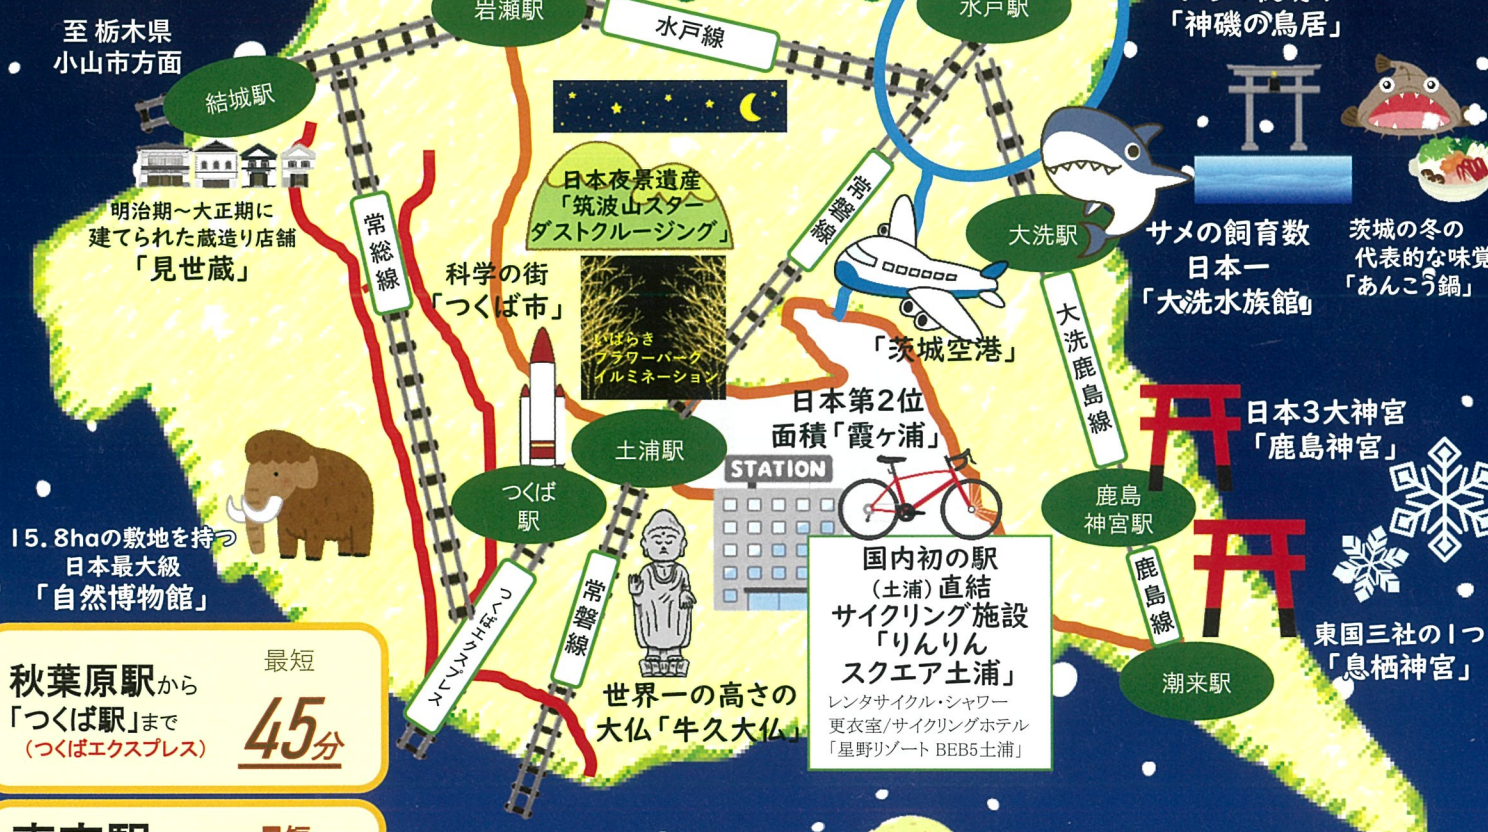 岩瀬駅
水戸線
水戸駅
「神磯の鳥居」
至 栃木県
小山市方面
結城駅
明治期～大正期に
建てられた蔵造り店舗
「見世蔵」
常総線
科学の街
「つくば市」
日本夜景遺産
「筑波山スター
ダストクルージング」
いばらき
フラワーパーク
イルミネーション
常磐線
大洗駅
サメの飼育数
日本一
「大洗水族館」
茨城の冬の
代表的な味覚
「あんこう鍋」
「茨城空港」
大洗鹿島線
日本第2位
面積「霞ヶ浦」
日本3大神宮
「鹿島神宮」
土浦駅
STATION
つくば
駅
鹿島
神宮駅
15.8haの敷地を持つ
日本最大級
「自然博物館」
つくばエクスプレス
常磐線
世界一の高さの
大仏「牛久大仏」
国内初の駅
（土浦）直結
サイクリング施設
「りんりん
スクエア土浦」
レンタサイクル・シャワー
更衣室/サイクリングホテル
「星野リゾート BEB5土浦」
鹿島線
東国三社の1つ
「息栖神宮」
潮来駅
秋葉原駅から
「つくば駅」まで
（つくばエクスプレス）
最短
45分